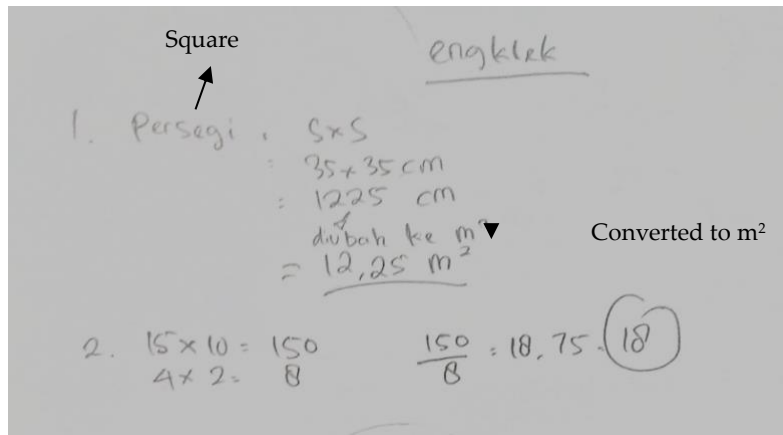 Square
engklek
1. Persegi : S×S
: 35×35 cm
: 1225 cm
diubah ke m²
= 12,25 m²
Converted to m²
2. 15×10 = 150
4×2 = 8
150/8 = 18,75 = 18